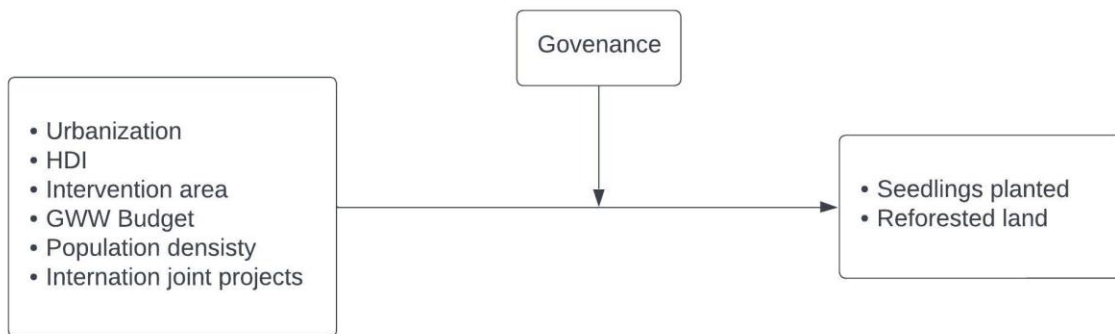 Govenance
• Urbanization
• HDI
• Intervention area
• GWW Budget
• Population densisty
• Internation joint projects
• Seedlings planted
• Reforested land